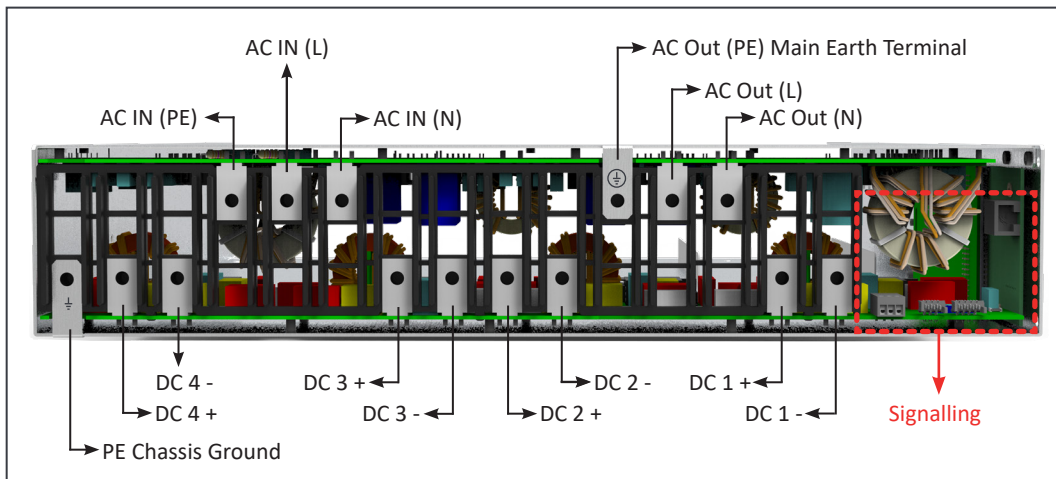 AC IN (L)
AC Out (PE) Main Earth Terminal
AC Out (L)
AC IN (PE)
AC IN (N)
AC Out (N)
DC 4 -
DC 3 +
DC 2 -
DC 1 +
DC 4 +
DC 3 -
DC 2 +
DC 1 -
Signalling
PE Chassis Ground